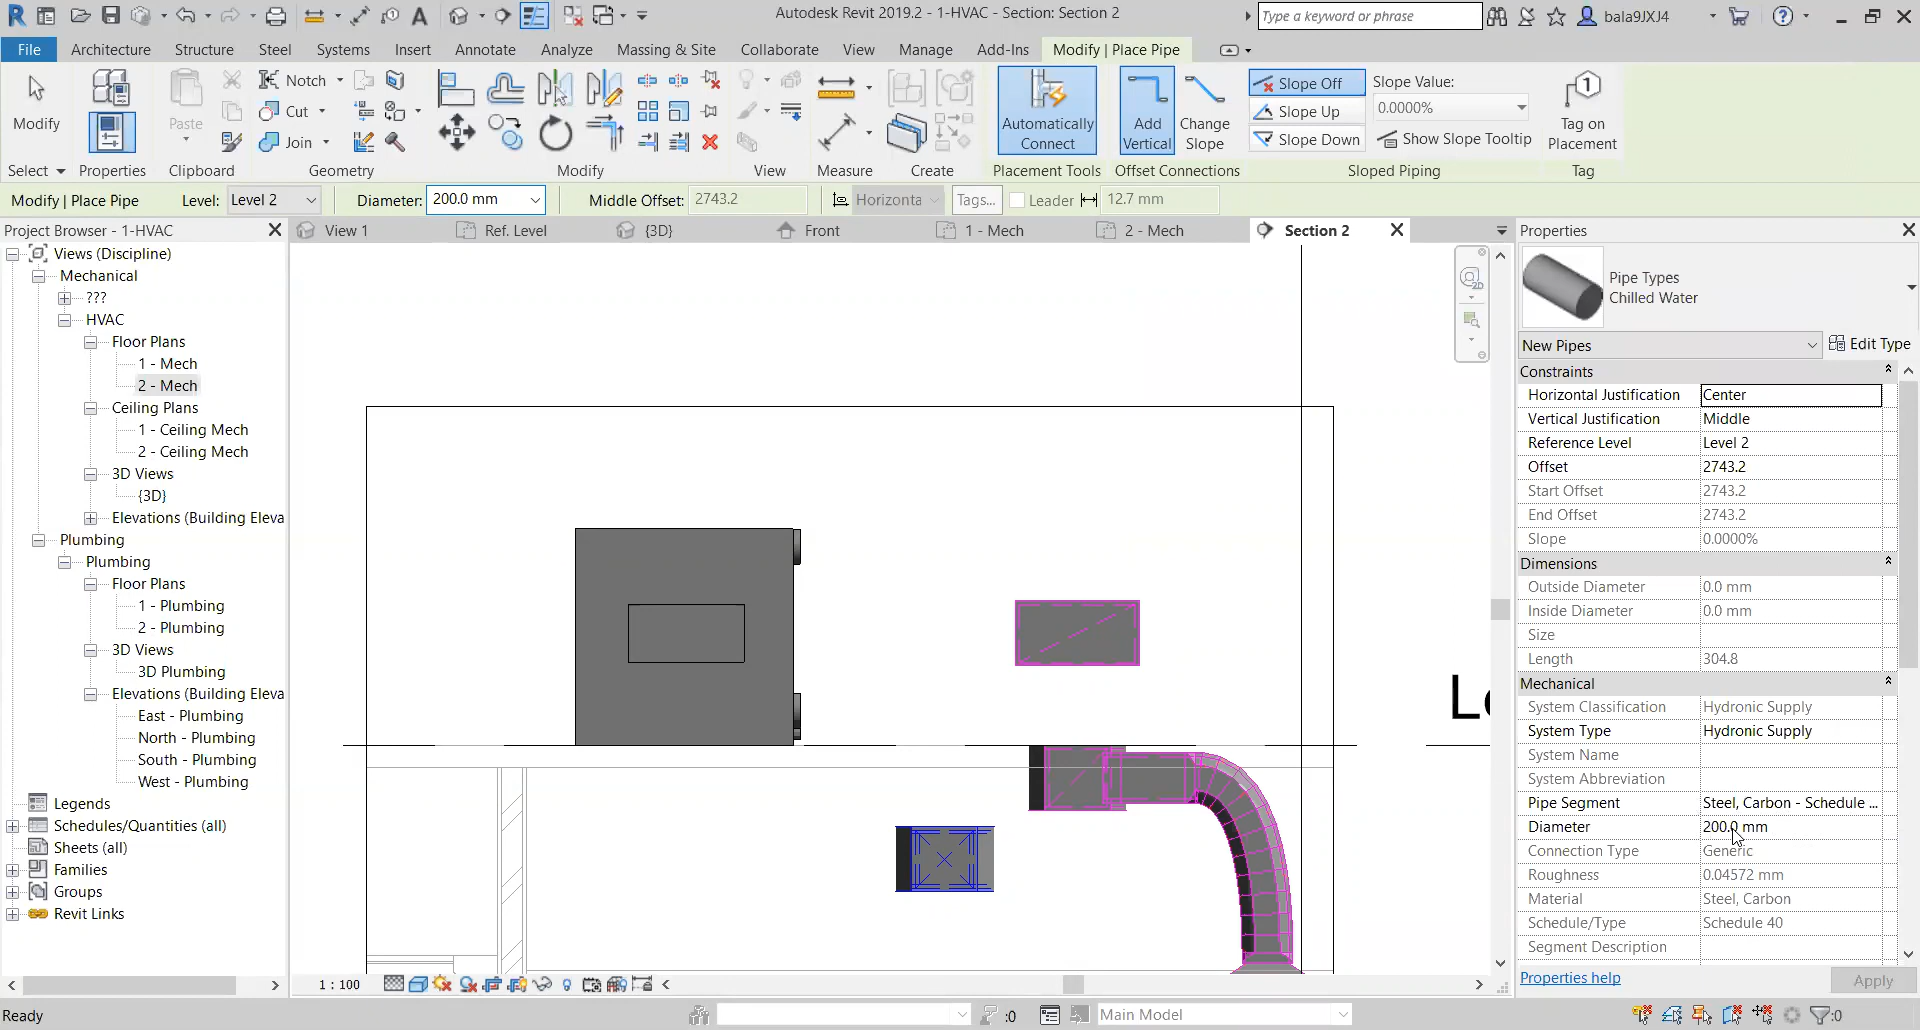 Autodesk Revit 2019.2 - 1-HVAC - Section: Section 2
Type a keyword or phrase
bala9JXJ4
File
Architecture
Structure
Steel
Systems
Insert
Annotate
Analyze
Massing & Site
Collaborate
View
Manage
Add-Ins
Modify | Place Pipe
Modify
Paste
Notch
Cut
Join
Automatically
Connect
Add
Vertical
Change
Slope
Slope Off
Slope Up
Slope Down
Slope Value:
0.0000%
Show Slope Tooltip
Tag on
Placement
Select
Properties
Clipboard
Geometry
Modify
View
Measure
Create
Placement Tools
Offset Connections
Sloped Piping
Tag
Modify | Place Pipe
Level:
Level 2
Diameter:
200.0 mm
Middle Offset:
2743.2
Horizonta
Tags...
Leader
12.7 mm
Project Browser - 1-HVAC
View 1
Ref. Level
{3D}
Front
1 - Mech
2 - Mech
Section 2
Views (Discipline)
Mechanical
???
HVAC
Floor Plans
1 - Mech
2 - Mech
Ceiling Plans
1 - Ceiling Mech
2 - Ceiling Mech
3D Views
{3D}
Elevations (Building Eleva
Plumbing
Plumbing
Floor Plans
1 - Plumbing
2 - Plumbing
3D Views
3D Plumbing
Elevations (Building Eleva
East - Plumbing
North - Plumbing
South - Plumbing
West - Plumbing
Legends
Schedules/Quantities (all)
Sheets (all)
Families
Groups
Revit Links
2D
1 : 100
Properties
Pipe Types
Chilled Water
New Pipes
Edit Type
Constraints
Horizontal Justification Center
Vertical Justification Middle
Reference Level Level 2
Offset 2743.2
Start Offset 2743.2
End Offset 2743.2
Slope 0.0000%
Dimensions
Outside Diameter 0.0 mm
Inside Diameter 0.0 mm
Size
Length 304.8
Mechanical
System Classification Hydronic Supply
System Type Hydronic Supply
System Name
System Abbreviation
Pipe Segment Steel, Carbon - Schedule ...
Diameter 200.0 mm
Connection Type Generic
Roughness 0.04572 mm
Material Steel, Carbon
Schedule/Type Schedule 40
Segment Description
Properties help
Apply
Ready
:0
Main Model
:0